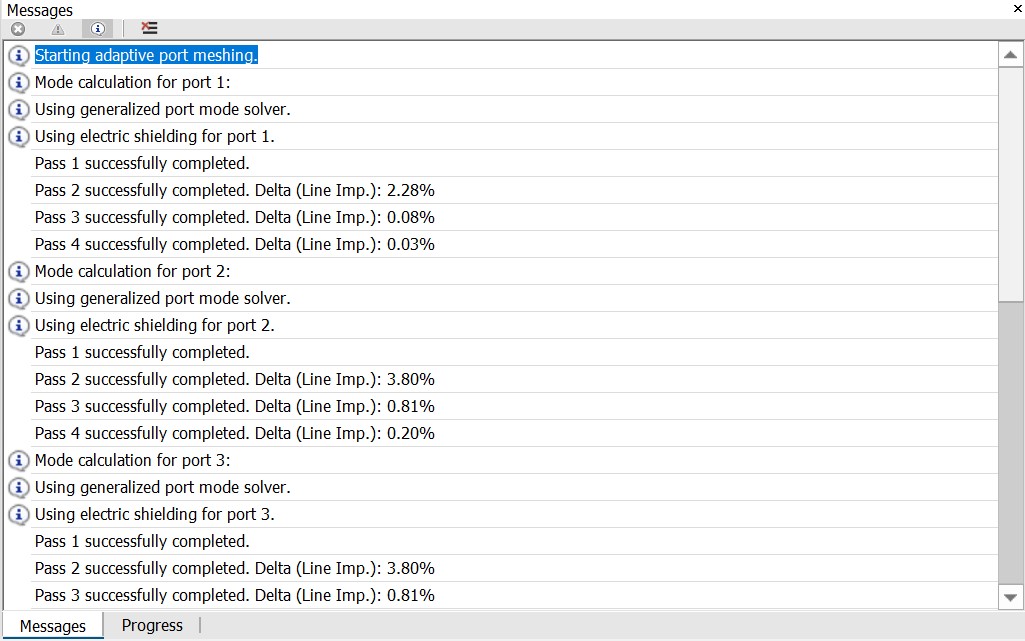 Messages
Starting adaptive port meshing.
Mode calculation for port 1:
Using generalized port mode solver.
Using electric shielding for port 1.
Pass 1 successfully completed.
Pass 2 successfully completed. Delta (Line Imp.): 2.28%
Pass 3 successfully completed. Delta (Line Imp.): 0.08%
Pass 4 successfully completed. Delta (Line Imp.): 0.03%
Mode calculation for port 2:
Using generalized port mode solver.
Using electric shielding for port 2.
Pass 1 successfully completed.
Pass 2 successfully completed. Delta (Line Imp.): 3.80%
Pass 3 successfully completed. Delta (Line Imp.): 0.81%
Pass 4 successfully completed. Delta (Line Imp.): 0.20%
Mode calculation for port 3:
Using generalized port mode solver.
Using electric shielding for port 3.
Pass 1 successfully completed.
Pass 2 successfully completed. Delta (Line Imp.): 3.80%
Pass 3 successfully completed. Delta (Line Imp.): 0.81%
Messages Progress